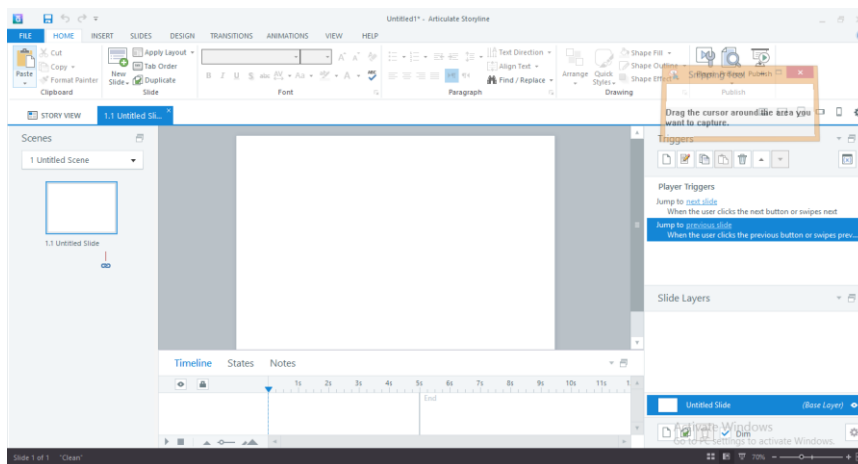 Untitled1* - Articulate Storyline
FILE HOME INSERT SLIDES DESIGN TRANSITIONS ANIMATIONS VIEW HELP
Paste
Cut
Copy
Format Painter
Clipboard
New Slide
Apply Layout
Tab Order
Duplicate
Slide
B I U S abc AV Aa A
Font
Text Direction
Align Text
Find / Replace
Paragraph
Arrange
Quick Styles
Shape Fill
Shape Outline
Shape Effect
Drawing
Snipping Tool
Publish
Publish
Drag the cursor around the area you
want to capture.
STORY VIEW 1.1 Untitled Sli...
Scenes
1 Untitled Scene
1.1 Untitled Slide
Triggers
Player Triggers
Jump to next slide
When the user clicks the next button or swipes next
Jump to previous slide
When the user clicks the previous button or swipes prev...
Slide Layers
Timeline States Notes
1s 2s 3s 4s 5s 6s 7s 8s 9s 10s 11s 1
End
Untitled Slide (Base Layer)
Activate Windows
Go to PC settings to activate Windows.
Dim
Slide 1 of 1 "Clean" 70%